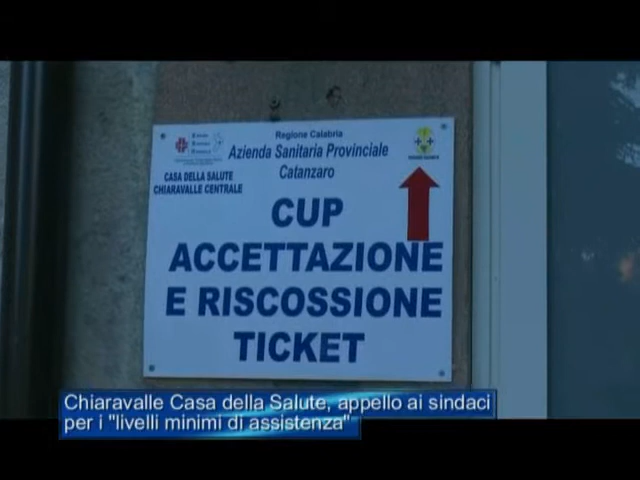 Regione Calabria
Azienda Sanitaria Provinciale
Catanzaro
CASA DELLA SALUTE
CHIARAVALLE CENTRALE
CUP
ACCETTAZIONE
E RISCOSSIONE
TICKET
Chiaravalle Casa della Salute, appello ai sindaci
per i "livelli minimi di assistenza"